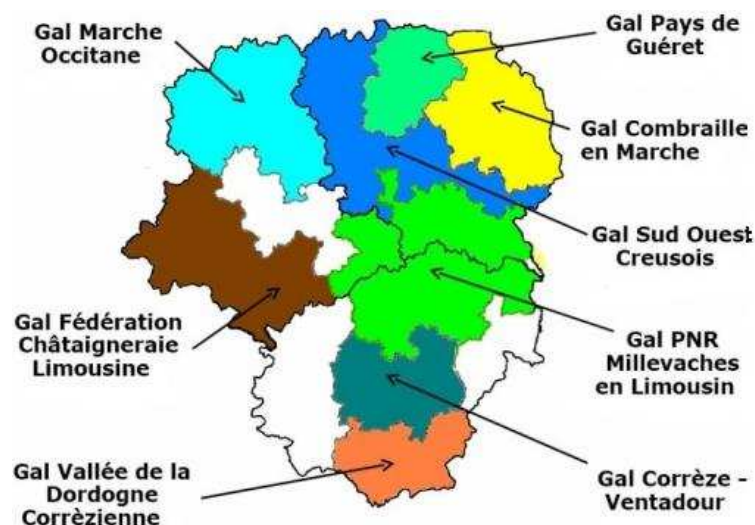 Gal Marche
Occitane
Gal Pays de
Guéret
Gal Combraille
en Marche
Gal Sud Ouest
Creusois
Gal Fédération
Châtaigneraie
Limousine
Gal PNR
Millevaches
en Limousin
Gal Vallée de la
Dordogne
Corrèzienne
Gal Corrèze -
Ventadour